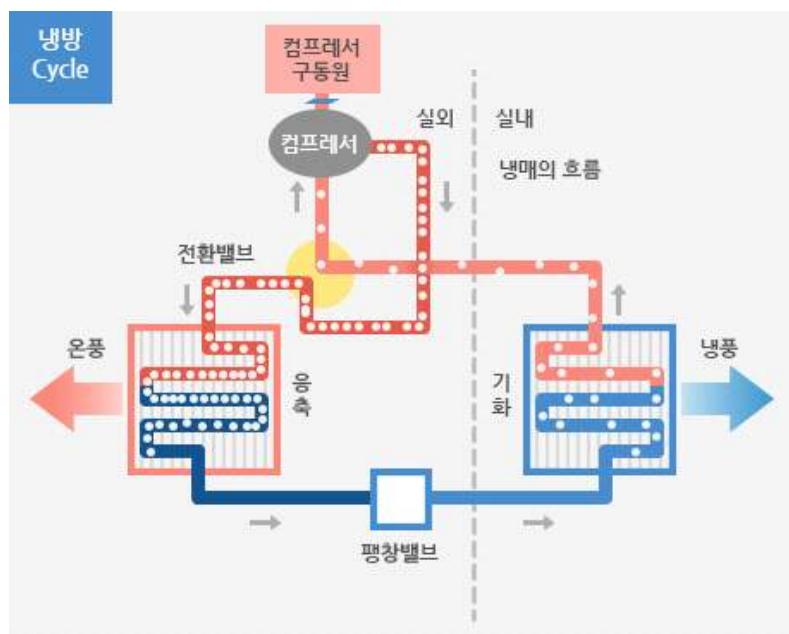 냉방
Cycle
컴프레서
구동원
컴프레서
실외
실내
냉매의 흐름
전환밸브
온풍
응
축
기
화
냉풍
팽창밸브